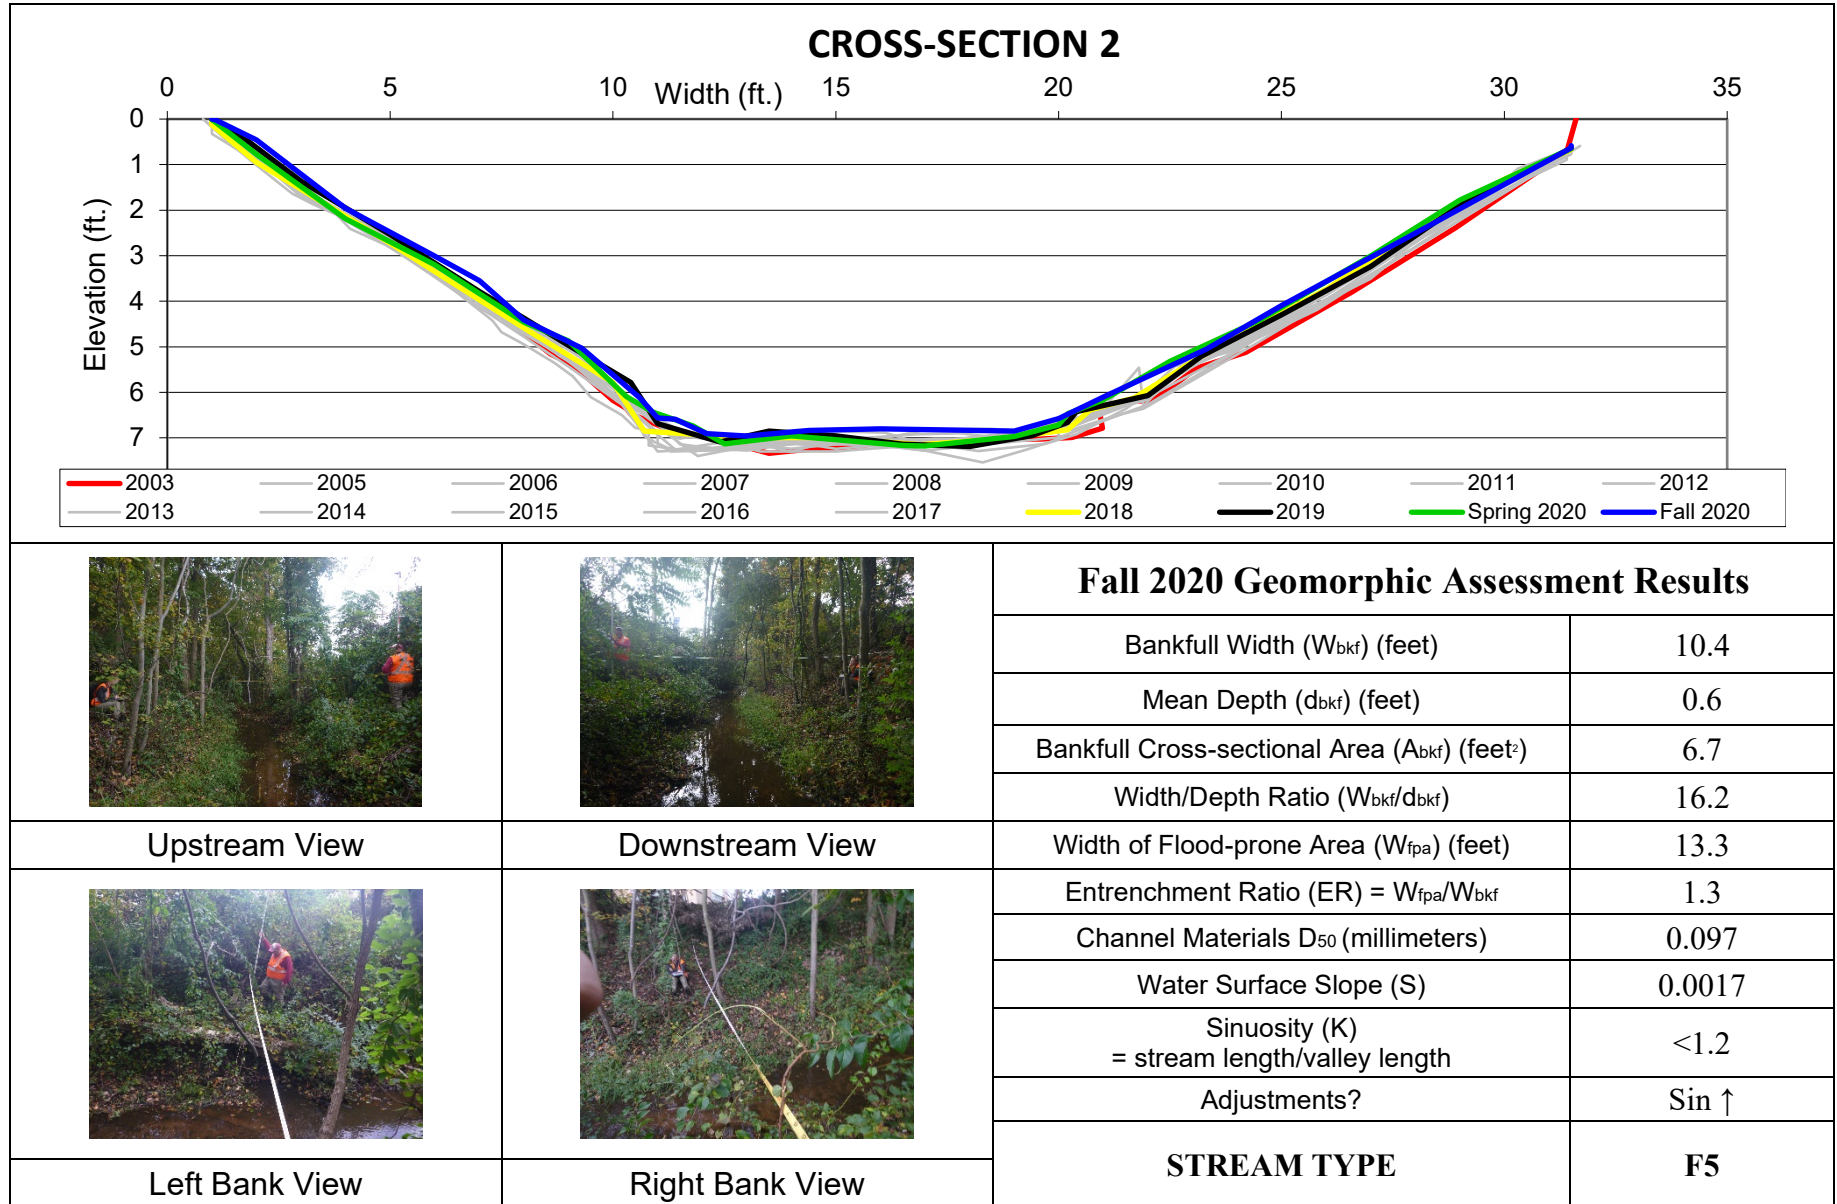 CROSS-SECTION 2
0 5 10 15 20 25 30 35
Width (ft.)
Elevation (ft.)
0
1
2
3
4
5
6
7
2003 2005 2006 2007 2008 2009 2010 2011 2012
2013 2014 2015 2016 2017 2018 2019 Spring 2020 Fall 2020
Upstream View
Downstream View
Left Bank View
Right Bank View
Fall 2020 Geomorphic Assessment Results
Bankfull Width (Wbkf) (feet) 10.4
Mean Depth (dbkf) (feet) 0.6
Bankfull Cross-sectional Area (Abkf) (feet²) 6.7
Width/Depth Ratio (Wbkf/dbkf) 16.2
Width of Flood-prone Area (Wfpa) (feet) 13.3
Entrenchment Ratio (ER) = Wfpa/Wbkf 1.3
Channel Materials D50 (millimeters) 0.097
Water Surface Slope (S) 0.0017
Sinuosity (K)
= stream length/valley length <1.2
Adjustments? Sin ↑
STREAM TYPE F5